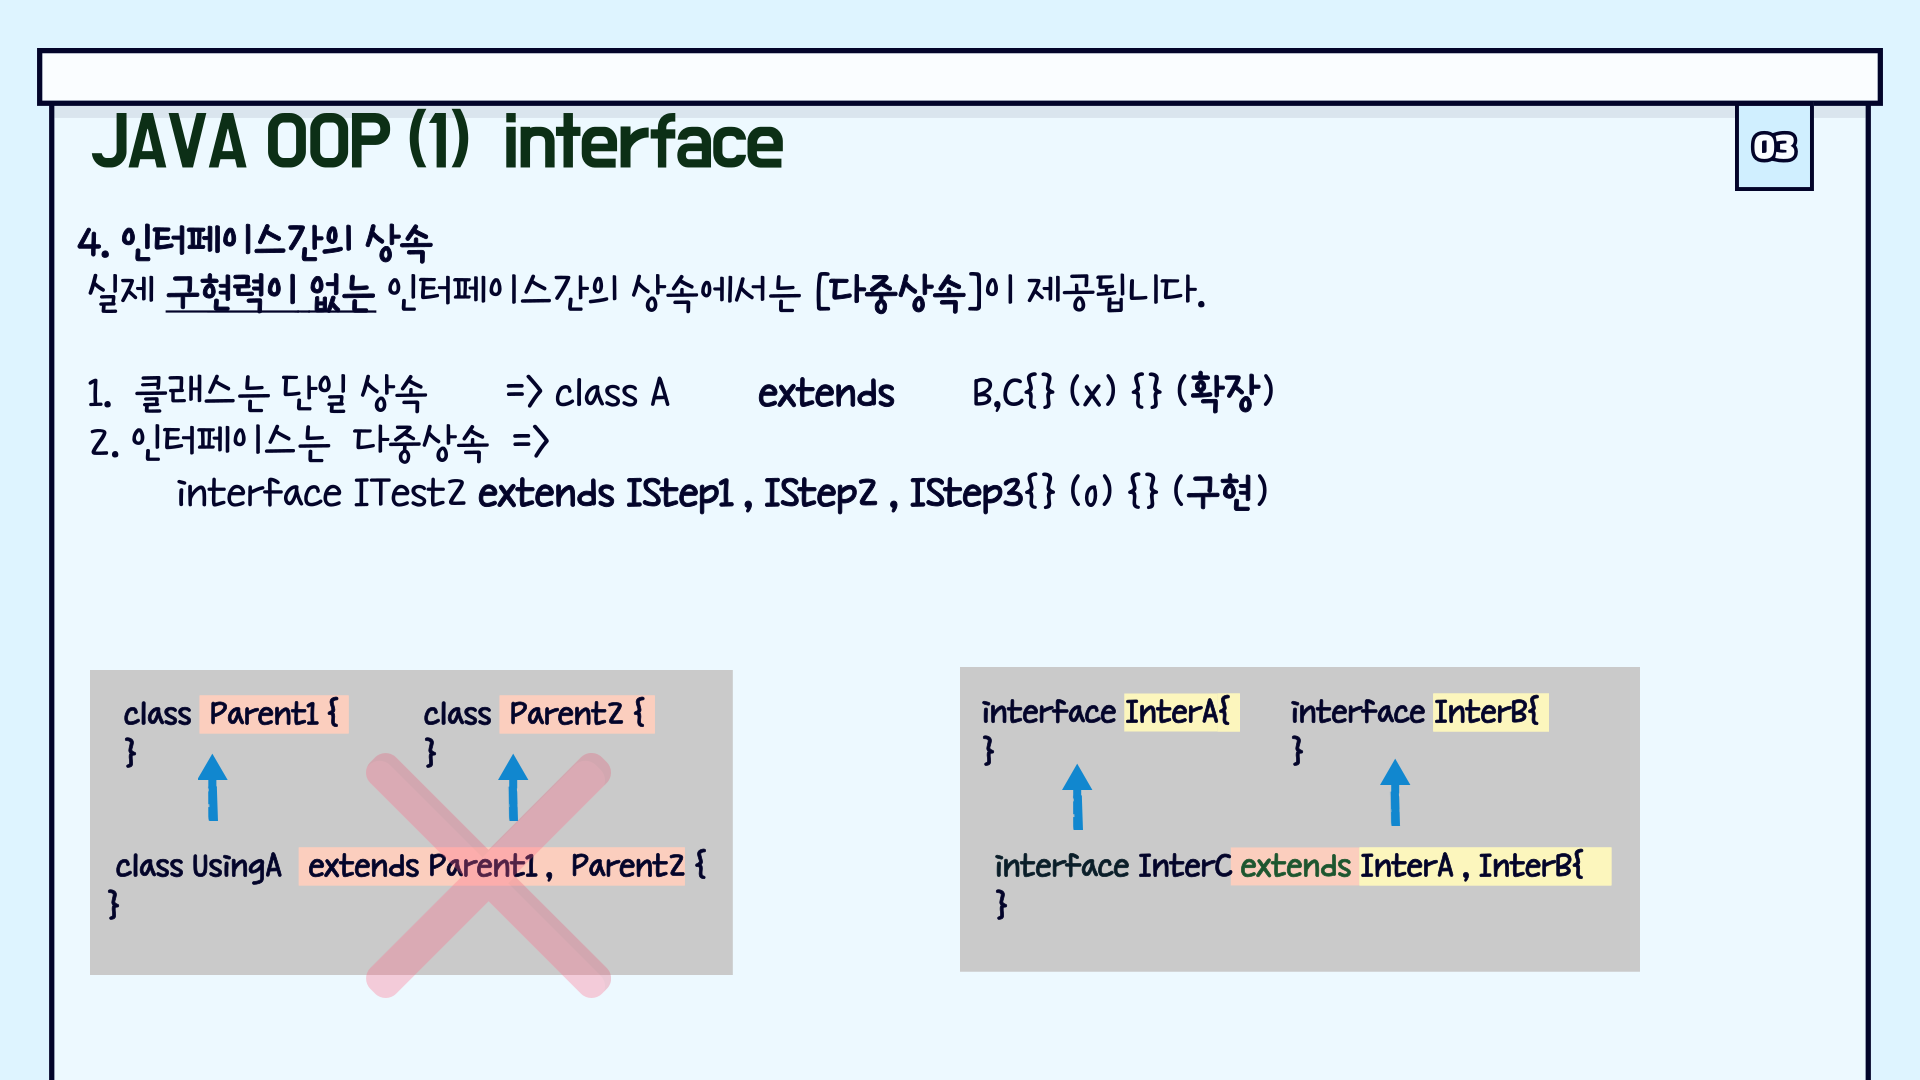 JAVA OOP (1) interface
03
4. 인터페이스간의 상속
실제 구현력이 없는 인터페이스간의 상속에서는 [다중상속]이 제공됩니다.
1. 클래스는 단일 상속 => class A extends B,C{} (x) {} (확장)
2. 인터페이스는 다중상속 =>
interface ITest2 extends IStep1 , IStep2 , IStep3{} (o) {} (구현)
class Parent1 {
}
class Parent2 {
}
class UsingA extends Parent1 , Parent2 {
}
interface InterA{
}
interface InterB{
}
interface InterC extends InterA , InterB{
}